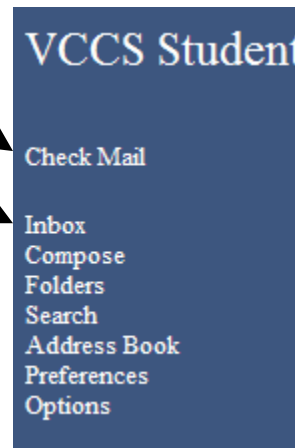 VCCS Student
Check Mail
Inbox
Compose
Folders
Search
Address Book
Preferences
Options